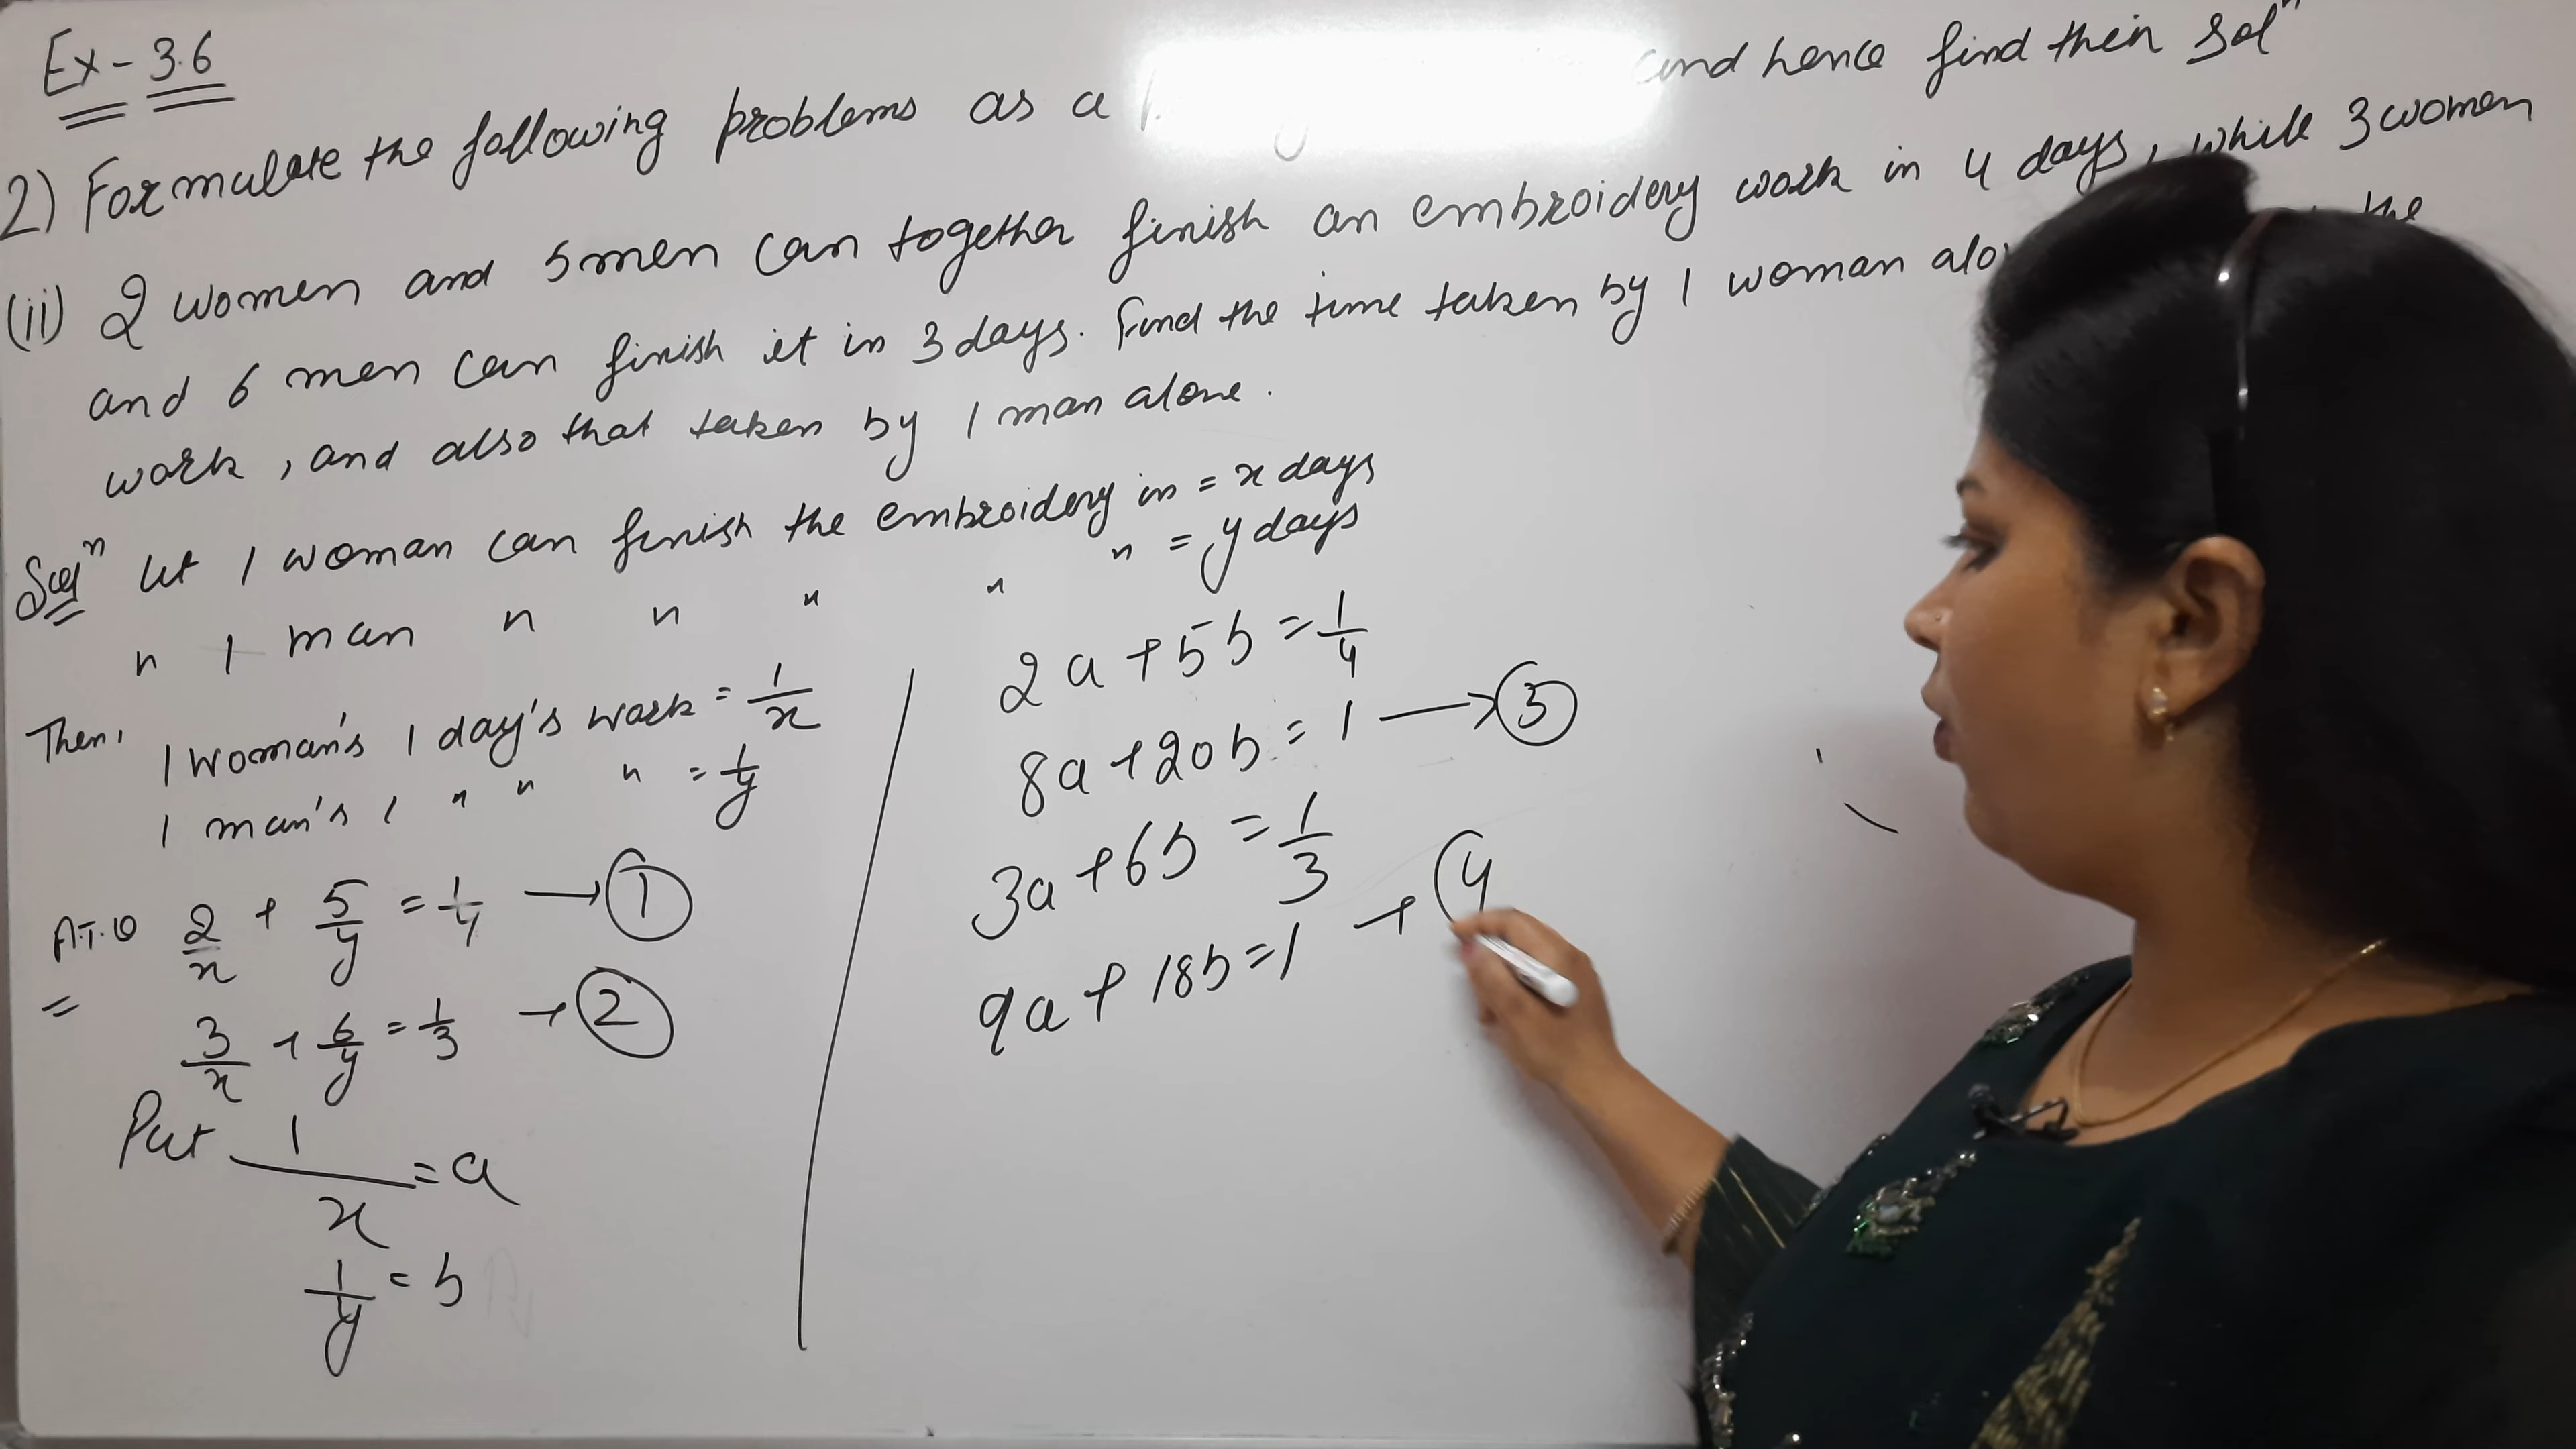 Ex - 3.6
2) Formulate the following problems as a and hence find their Solⁿ
(ii) 2 women and 5 men can together finish an embroidery work in 4 days, while 3 women
and 6 men can finish it in 3 days. Find the time taken by 1 woman the
work, and also that taken by 1 man alone.
Solⁿ let 1 woman can finish the embroidery in = x days
" 1 man " " " " " = y days
Then, 1 woman's 1 day's work = 1/x
1 man's 1 " " " = 1/y
A.T.Q 2/x + 5/y = 1/4 → ①
= 3/x + 6/y = 1/3 → ②
Put 1/x = a
1/y = b
2a + 5b = 1/4
8a + 20b = 1 → ③
3a + 6b = 1/3
9a + 18b = 1 → 4